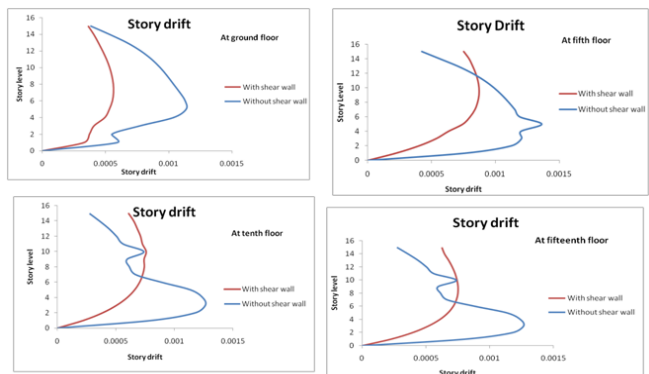 Story drift
At ground floor
Story level
16
14
12
10
8
6
4
2
0
With shear wall
Without shear wall
0
0.0005
0.001
0.0015
Story drift
Story Drift
At fifth floor
Story Level
16
14
12
10
8
6
4
2
0
With shear wall
Without shear wall
0
0.0005
0.001
0.0015
Story drift
Story drift
At tenth floor
Story level
16
14
12
10
8
6
4
2
0
With shear wall
Without shear wall
0
0.0005
0.001
0.0015
Story drift
Story drift
At fifteenth floor
Story level
16
14
12
10
8
6
4
2
0
With shear wall
Without shear wall
0
0.0005
0.001
0.0015
Story drift